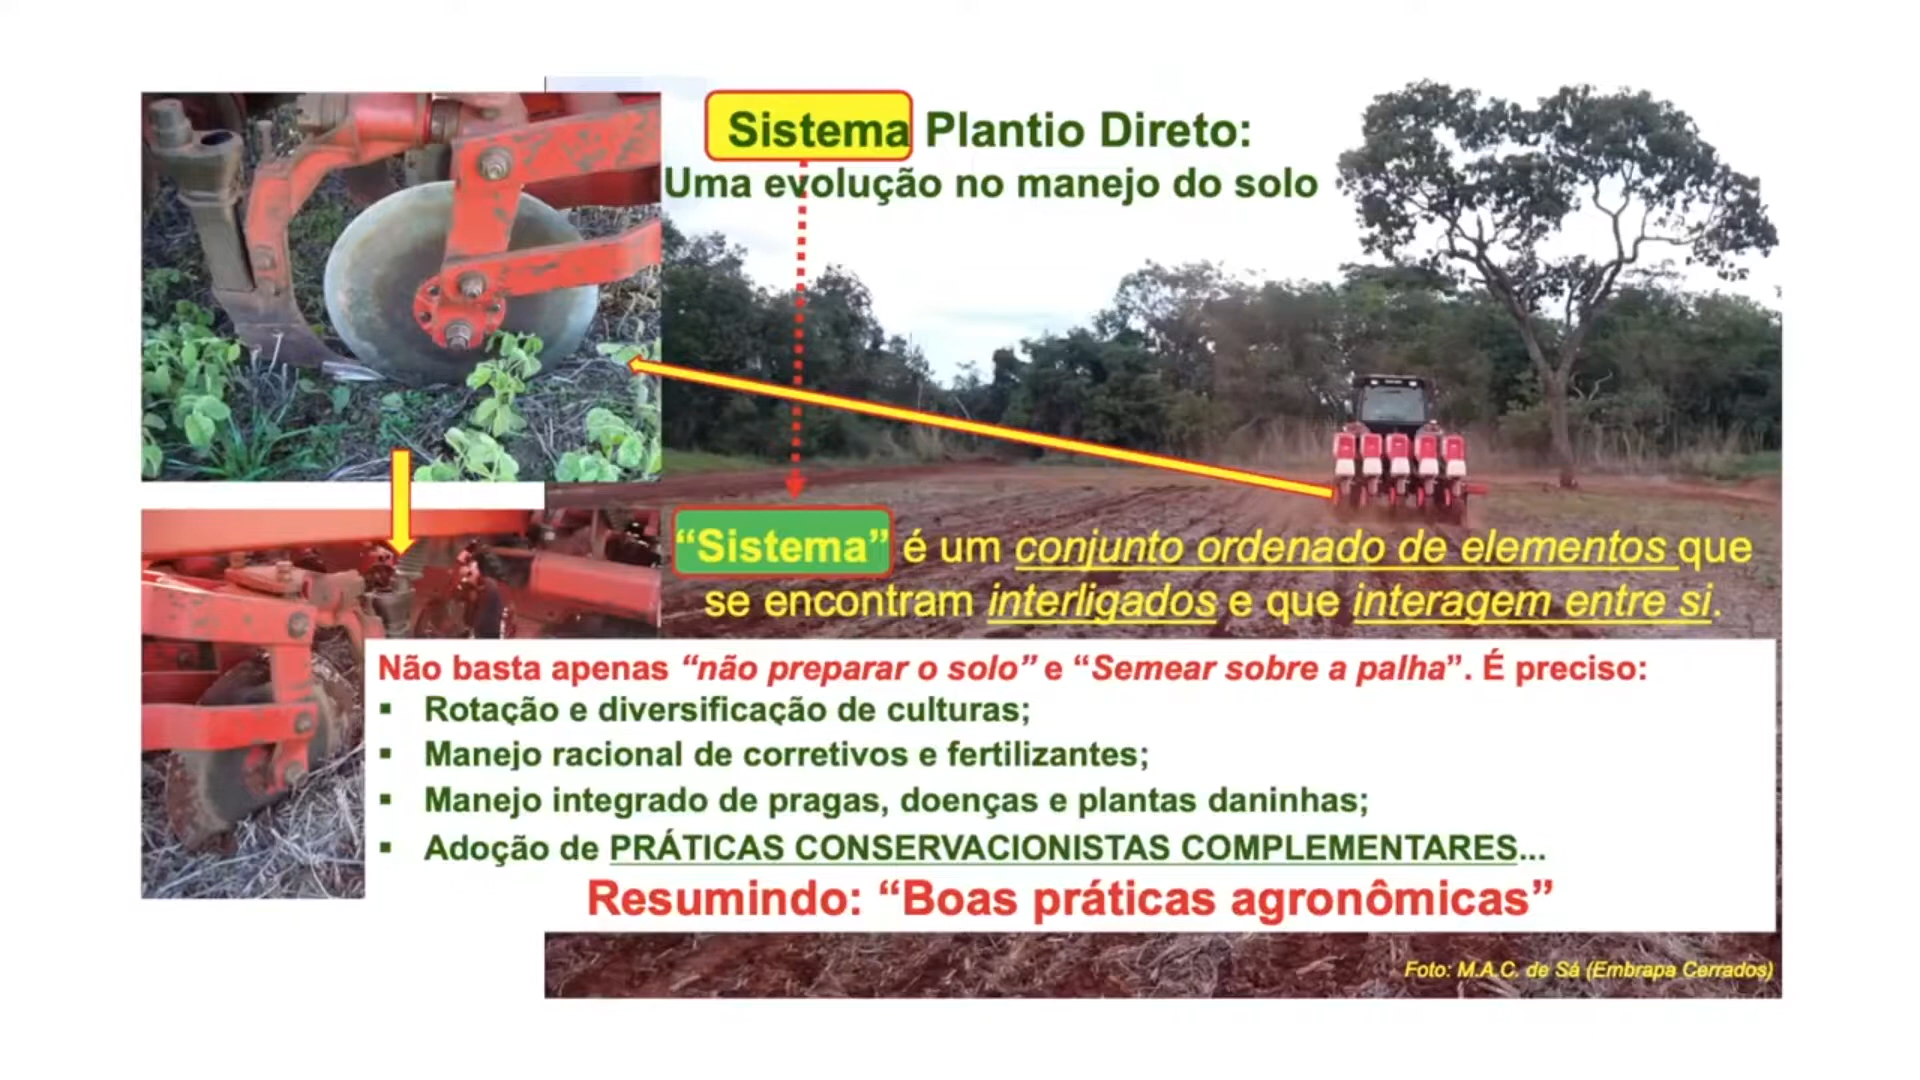 Sistema Plantio Direto:
Uma evolução no manejo do solo
“Sistema” é um conjunto ordenado de elementos que
se encontram interligados e que interagem entre si.
Não basta apenas “não preparar o solo” e “Semear sobre a palha”. É preciso:
▪ Rotação e diversificação de culturas;
▪ Manejo racional de corretivos e fertilizantes;
▪ Manejo integrado de pragas, doenças e plantas daninhas;
▪ Adoção de PRÁTICAS CONSERVACIONISTAS COMPLEMENTARES...
Resumindo: “Boas práticas agronômicas”
Foto: M.A.C. de Sá (Embrapa Cerrados)